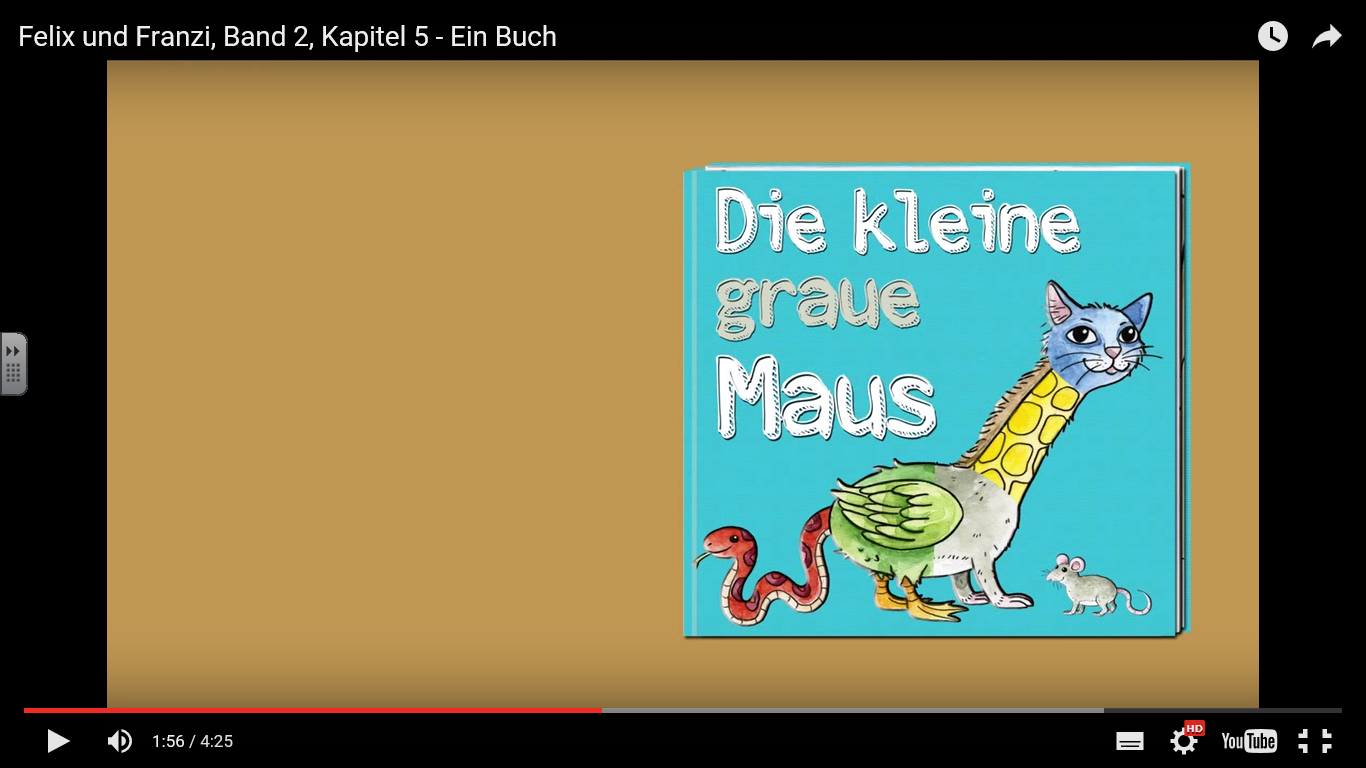 Felix und Franzi, Band 2, Kapitel 5 - Ein Buch
Die kleine
graue
Maus
1:56 / 4:25
HD
YouTube